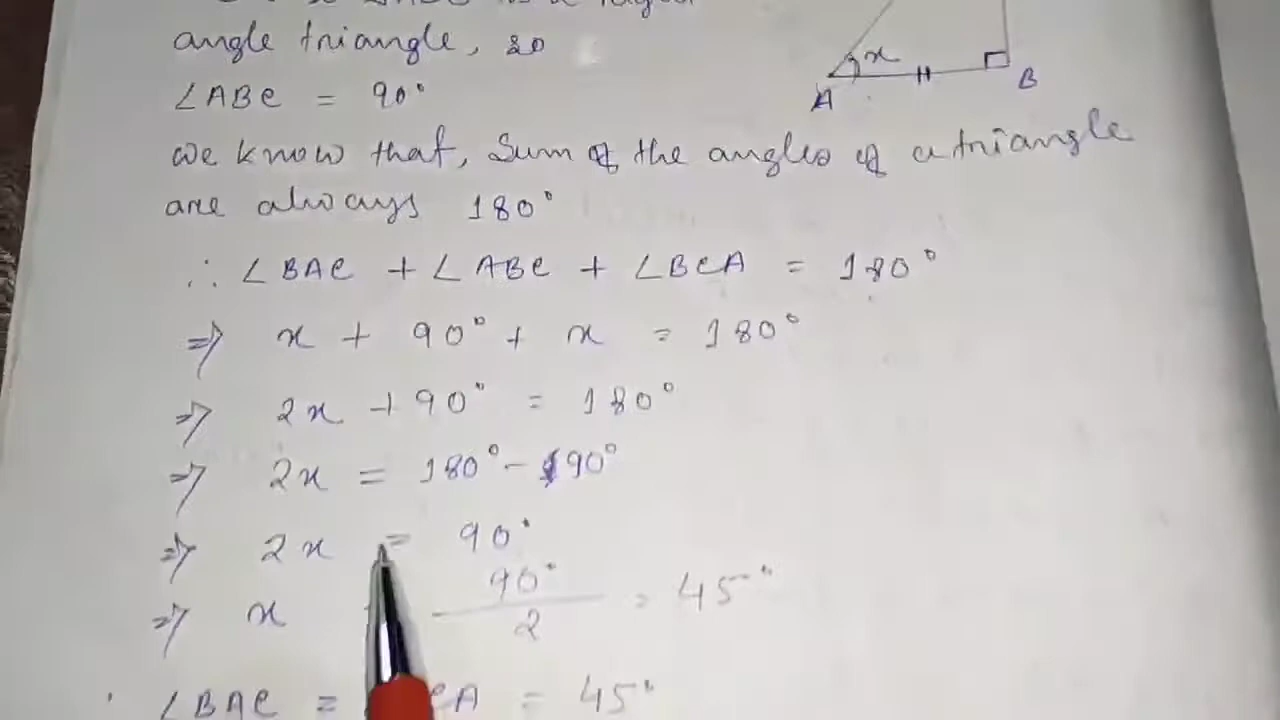 angle triangle, so
∠ABC = 90°
x
A
B
we know that, Sum of the angles of a triangle
are always 180°
∴ ∠BAC + ∠ABC + ∠BCA = 180°
⇒ x + 90° + x = 180°
⇒ 2x + 90° = 180°
⇒ 2x = 180° - 90°
⇒ 2x = 90°
⇒ x 90°/2 = 45°
∠BAC = CA = 45°